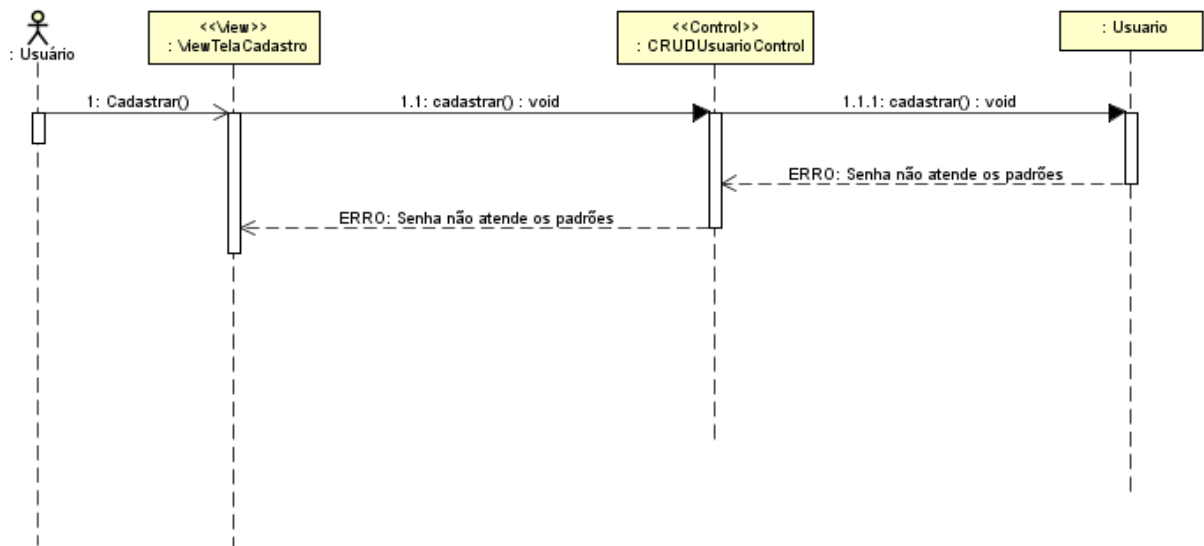 <<View>>
: ViewTelaCadastro
<<Control>>
: CRUDUsuarioControl
: Usuario
: Usuário
1: Cadastrar()
1.1: cadastrar() : void
1.1.1: cadastrar() : void
ERRO: Senha não atende os padrões
ERRO: Senha não atende os padrões